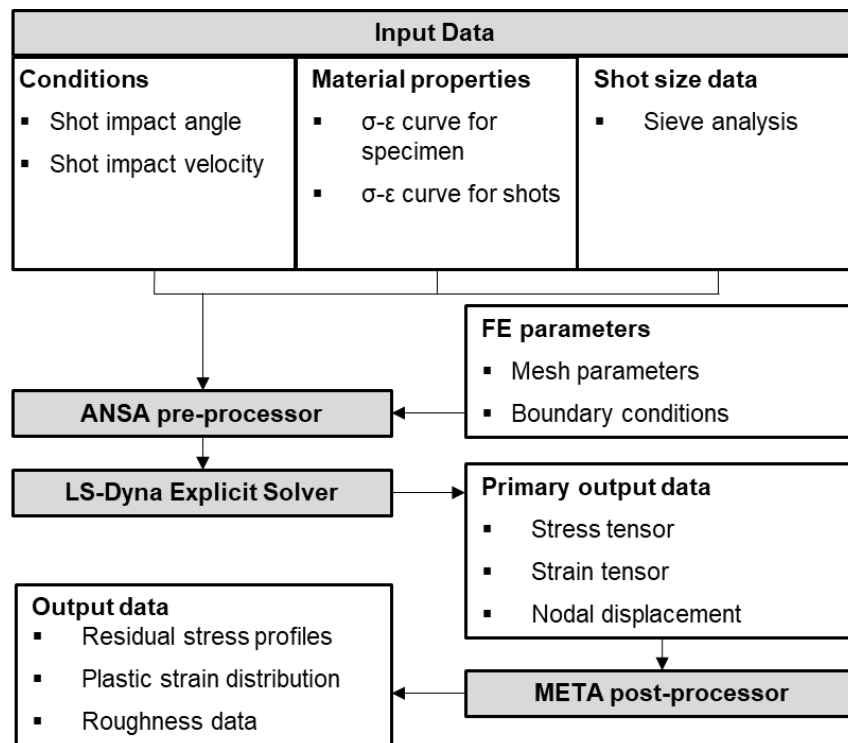 Input Data
Conditions
▪ Shot impact angle
▪ Shot impact velocity
Material properties
▪ σ-ε curve for
specimen
▪ σ-ε curve for shots
Shot size data
▪ Sieve analysis
FE parameters
▪ Mesh parameters
▪ Boundary conditions
ANSA pre-processor
LS-Dyna Explicit Solver
Primary output data
▪ Stress tensor
▪ Strain tensor
▪ Nodal displacement
META post-processor
Output data
▪ Residual stress profiles
▪ Plastic strain distribution
▪ Roughness data